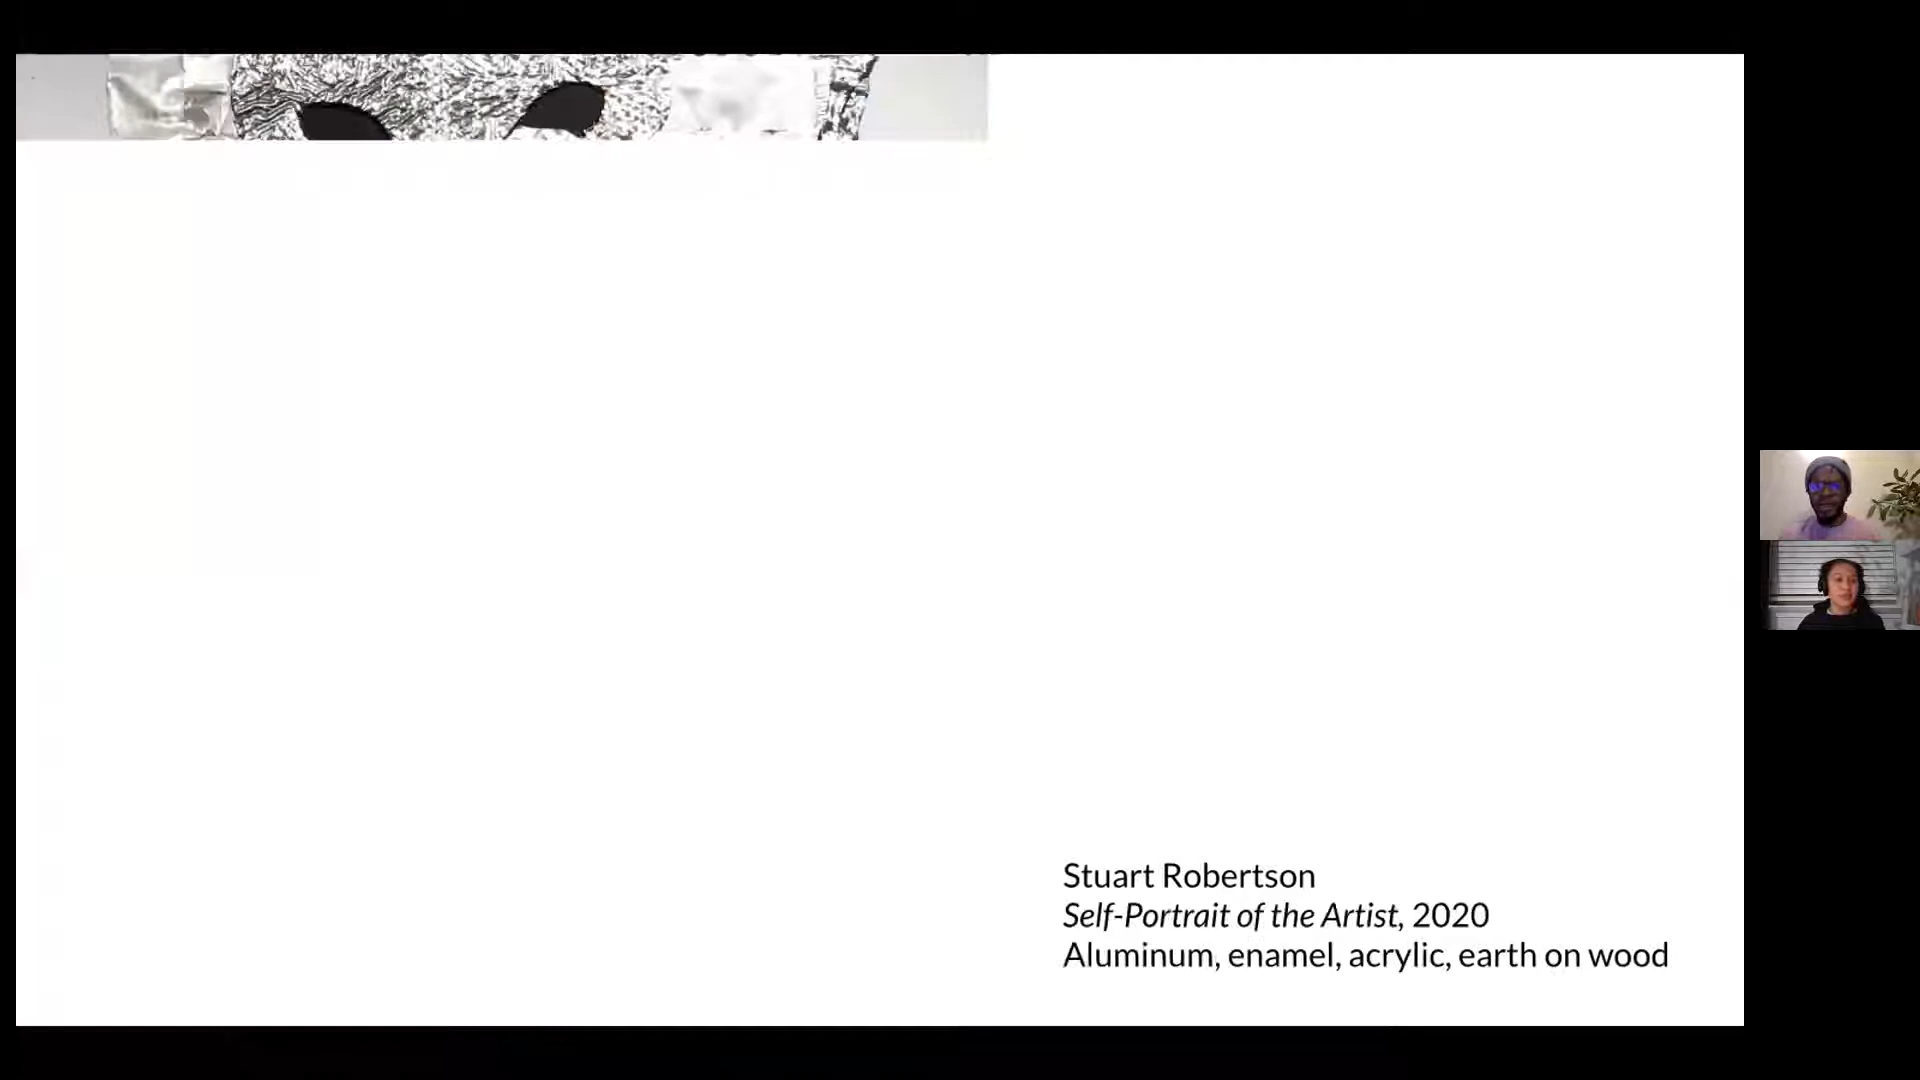 Stuart Robertson
Self-Portrait of the Artist, 2020
Aluminum, enamel, acrylic, earth on wood